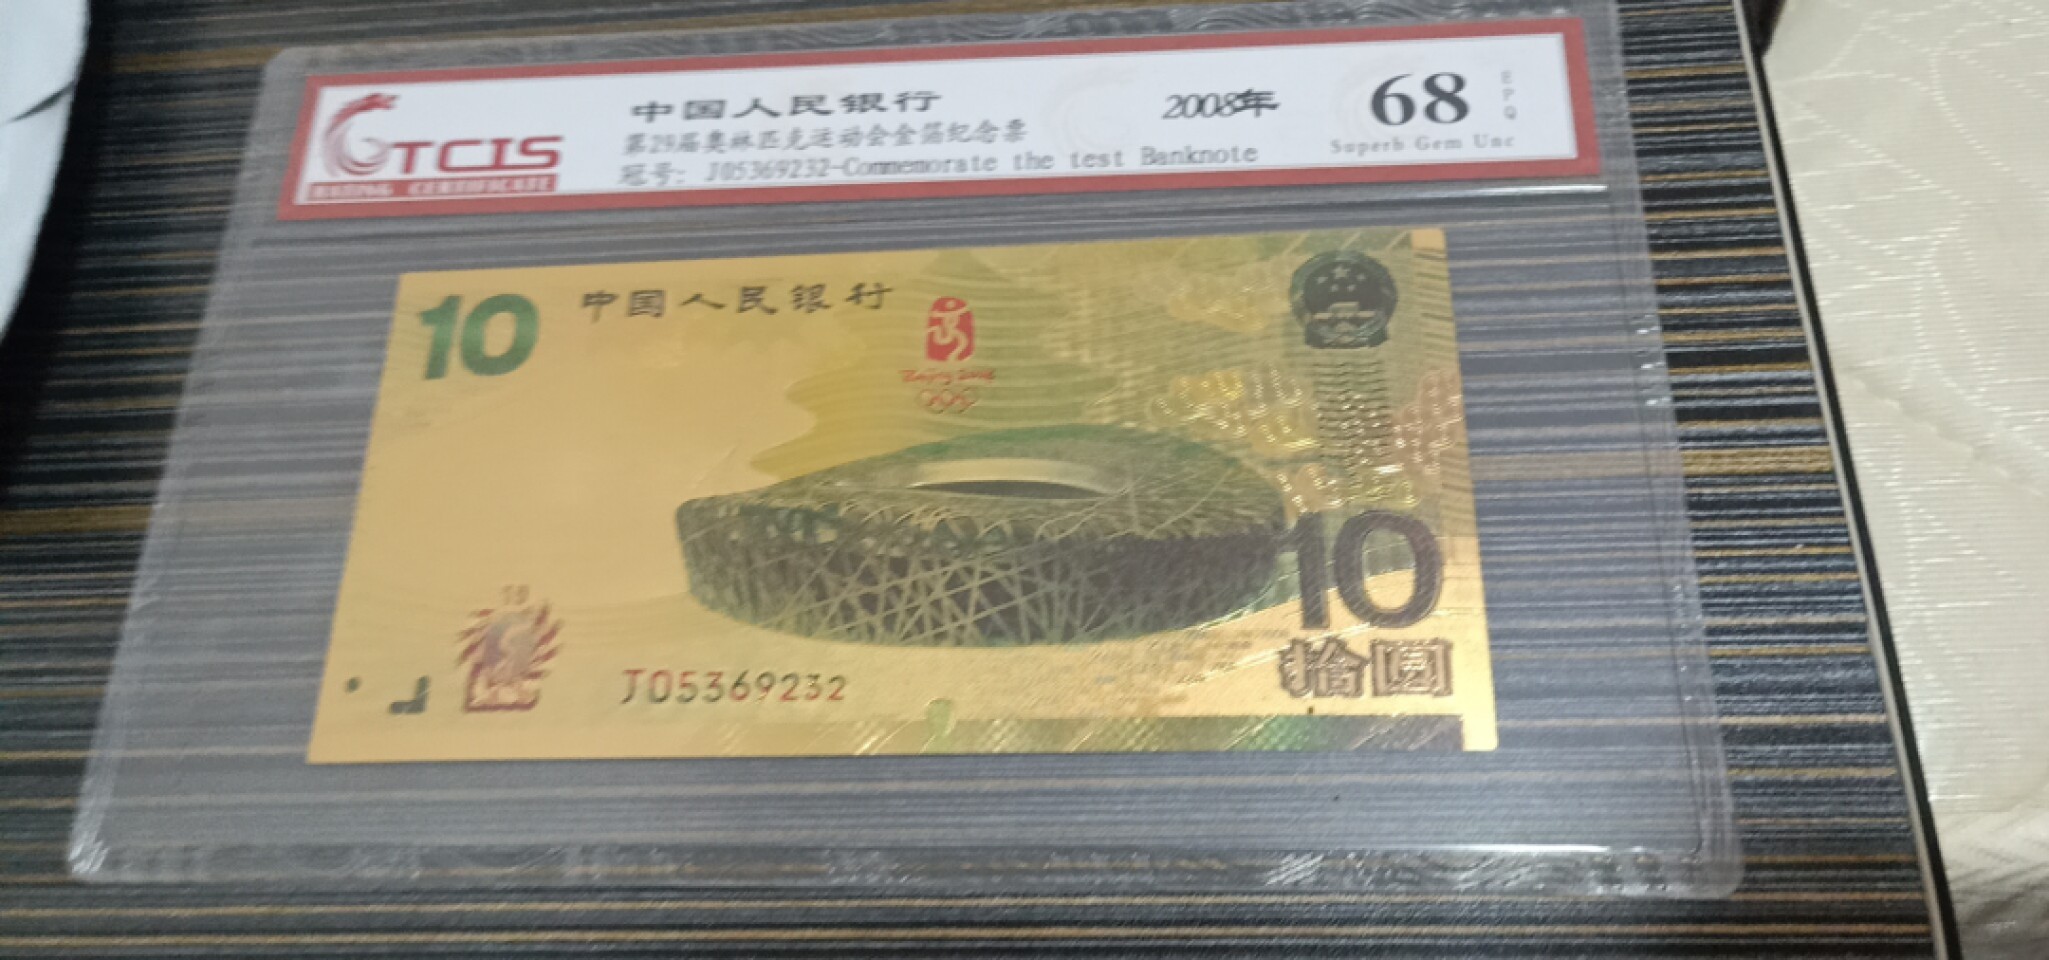 TCIS
RATING CERTIFICATE
中国人民银行
第29届奥林匹克运动会金箔纪念票
冠号: J05369232-Commemorate the test Banknote
2008年
68
EPQ
Superb Gem Unc
10
中国人民银行
Beijing 2008
10
拾圆
J05369232